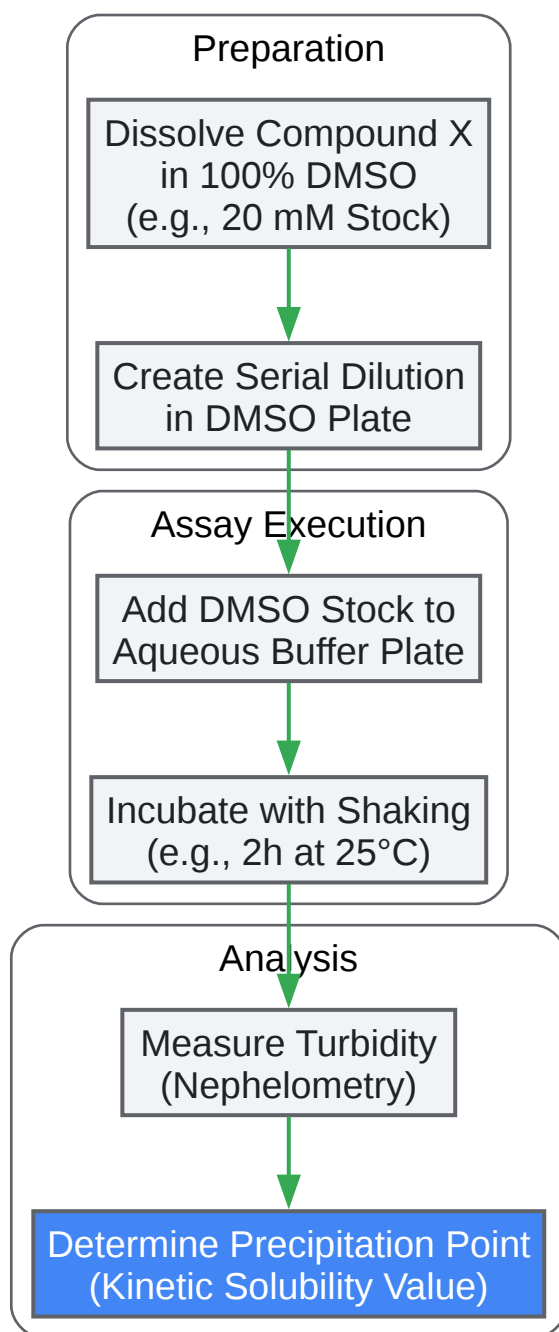 Preparation
Dissolve Compound X
in 100% DMSO
(e.g., 20 mM Stock)
Create Serial Dilution
in DMSO Plate
Assay Execution
Add DMSO Stock to
Aqueous Buffer Plate
Incubate with Shaking
(e.g., 2h at 25°C)
Analysis
Measure Turbidity
(Nephelometry)
Determine Precipitation Point
(Kinetic Solubility Value)